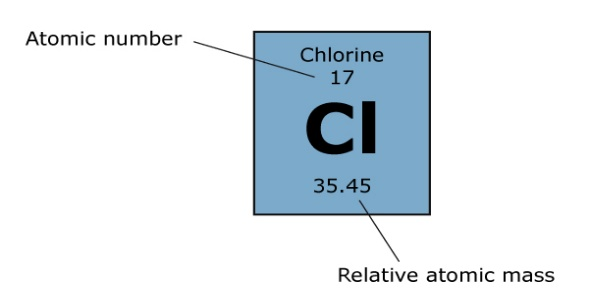 Atomic number
Chlorine
17
Cl
35.45
Relative atomic mass